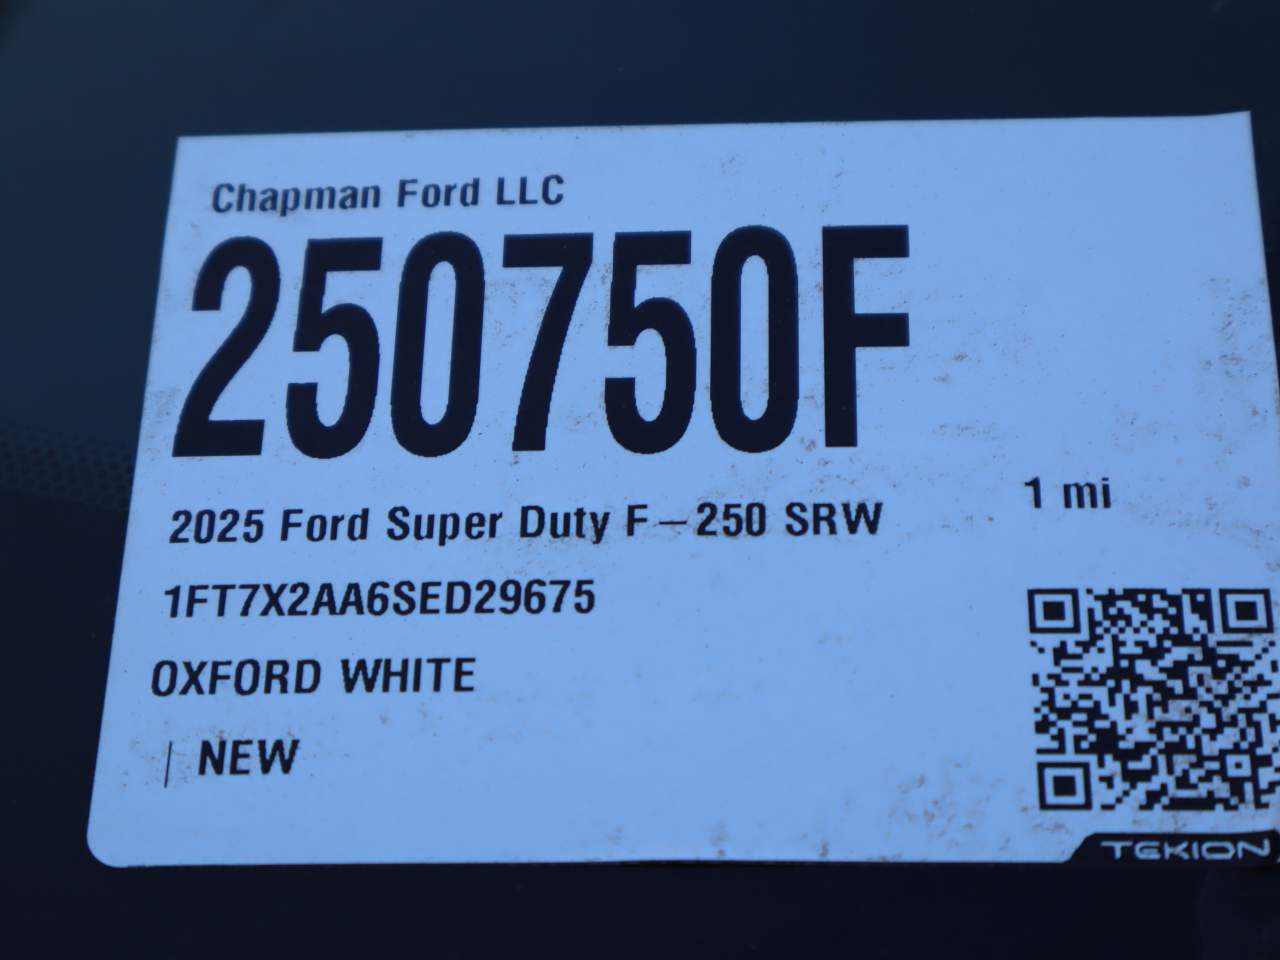 Chapman Ford LLC
250750F
2025 Ford Super Duty F-250 SRW
1 mi
1FT7X2AA6SED29675
OXFORD WHITE
| NEW
TEKION